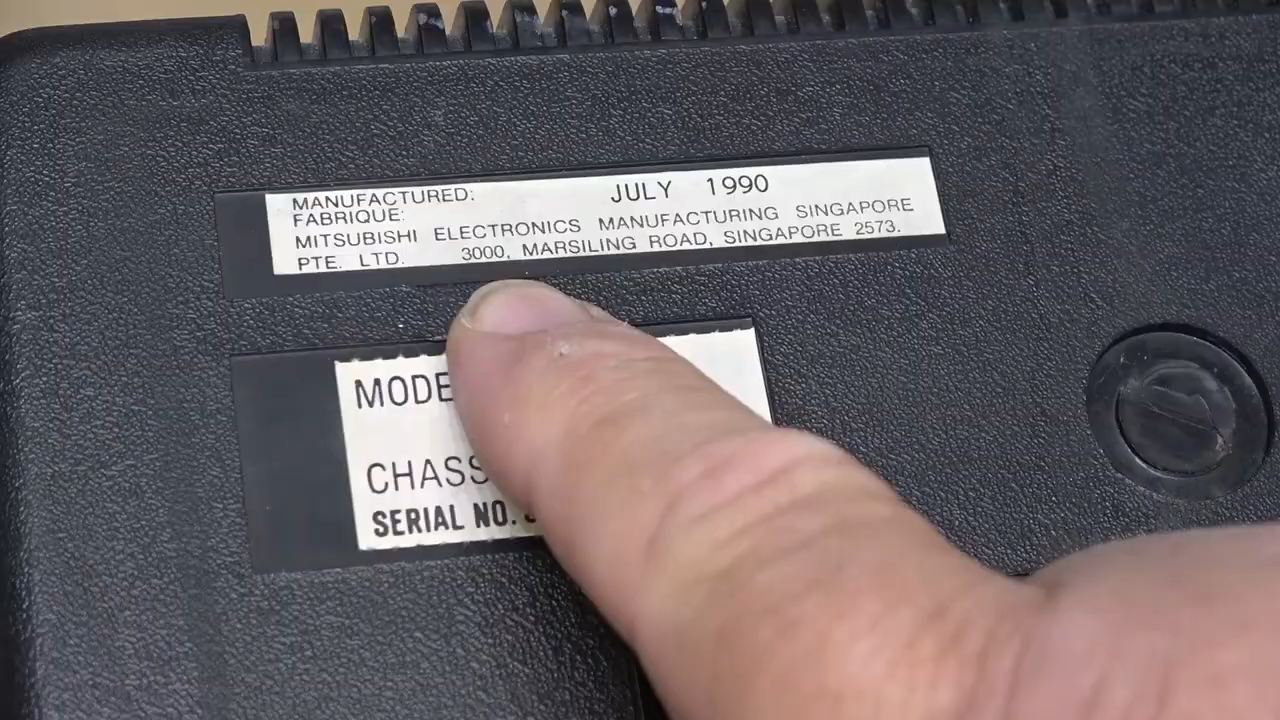 MANUFACTURED: JULY 1990
FABRIQUE:
MITSUBISHI ELECTRONICS MANUFACTURING SINGAPORE
PTE. LTD. 3000, MARSILING ROAD, SINGAPORE 2573.
MODE
CHASS
SERIAL NO.